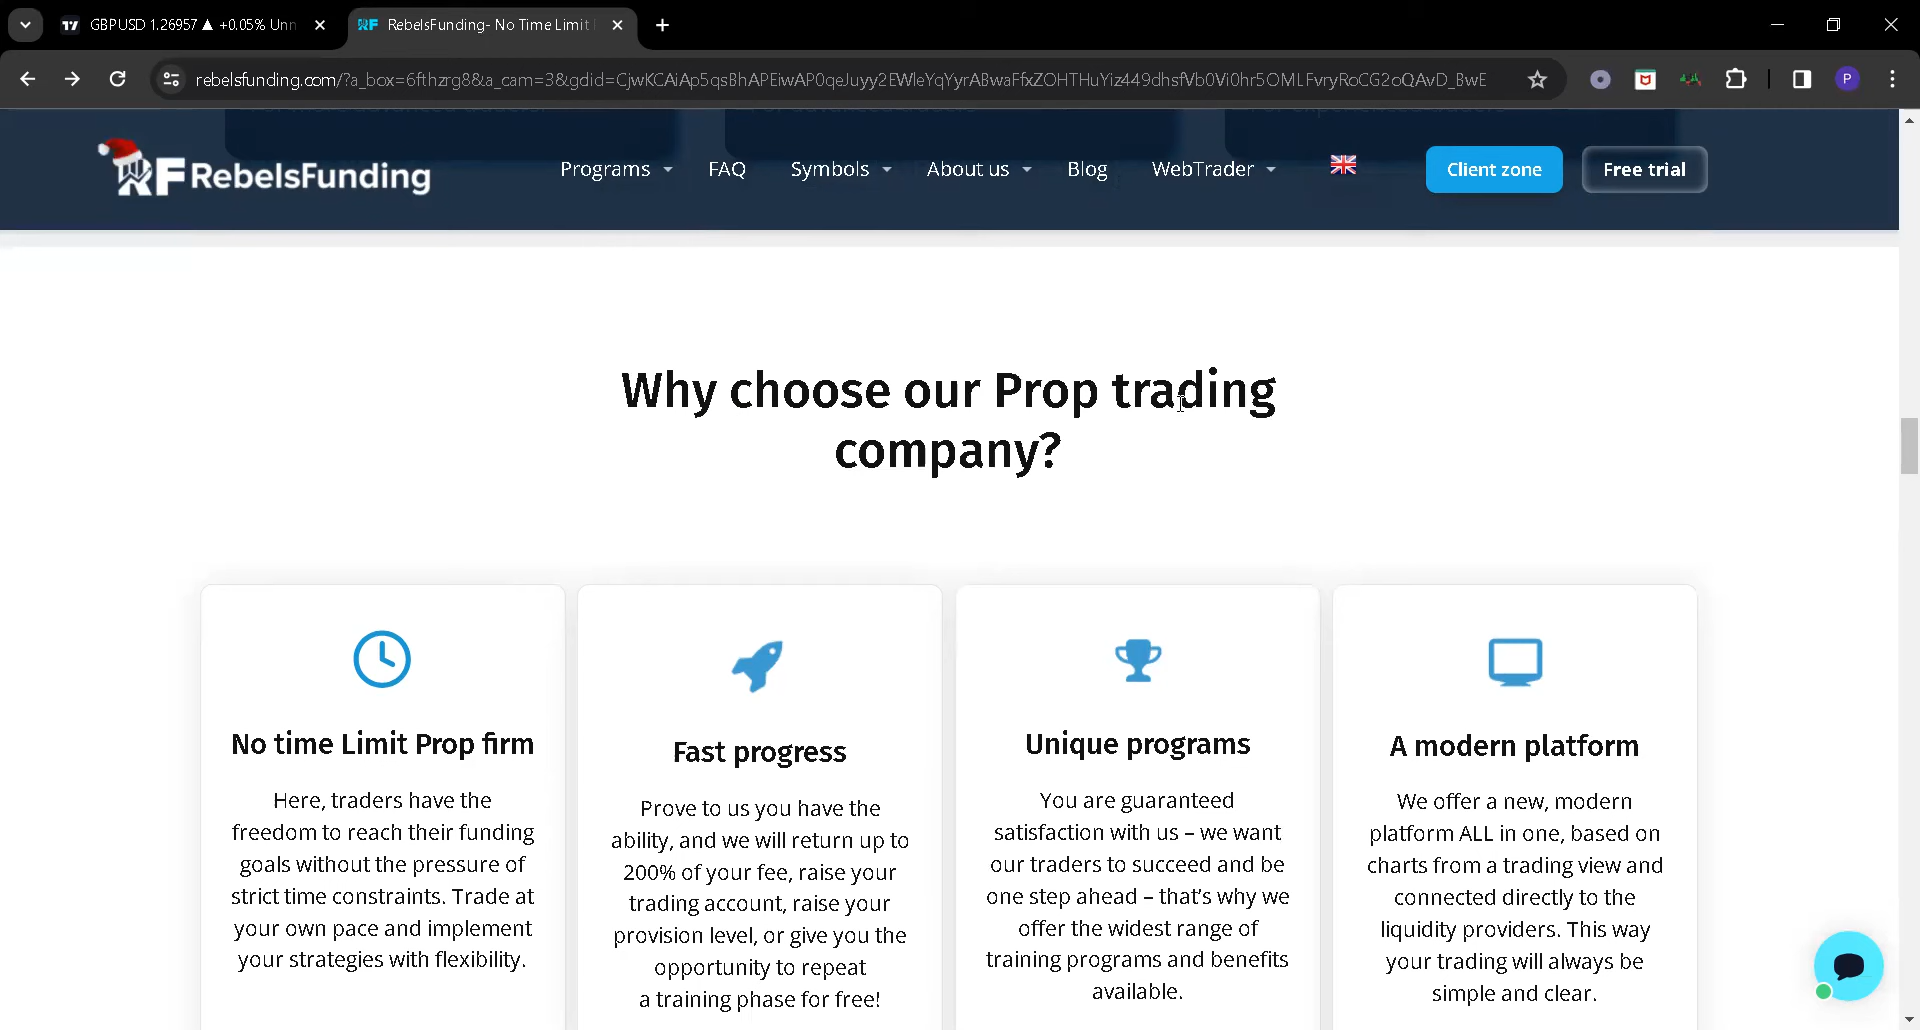 GBPUSD 1.26957 ▲ +0.05% Unn
RebelsFunding- No Time Limit
rebelsfunding.com/?a_box=6fthzrg8&a_cam=3&gdid=CjwKCAiAp5qsBhAPEiwAP0qeJuyy2EWleYqYyrABwaFfxZOHTHuYiz449dhsfVb0Vi0hr5OMLFvryRoCG2oQAvD_BwE
P
RF RebelsFunding
Programs
FAQ
Symbols
About us
Blog
WebTrader
Client zone
Free trial
Why choose our Prop trading
company?
No time Limit Prop firm
Here, traders have the
freedom to reach their funding
goals without the pressure of
strict time constraints. Trade at
your own pace and implement
your strategies with flexibility.
Fast progress
Prove to us you have the
ability, and we will return up to
200% of your fee, raise your
trading account, raise your
provision level, or give you the
opportunity to repeat
a training phase for free!
Unique programs
You are guaranteed
satisfaction with us – we want
our traders to succeed and be
one step ahead – that’s why we
offer the widest range of
training programs and benefits
available.
A modern platform
We offer a new, modern
platform ALL in one, based on
charts from a trading view and
connected directly to the
liquidity providers. This way
your trading will always be
simple and clear.